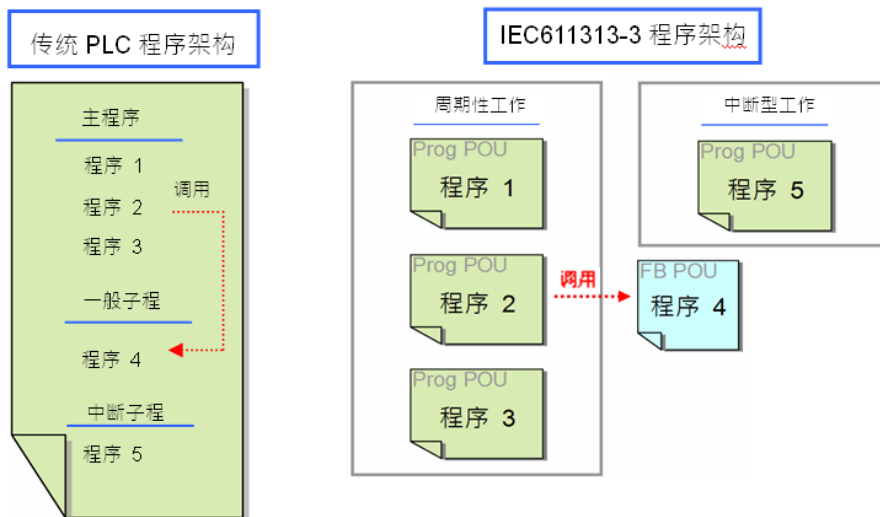 传统 PLC 程序架构
主程序
程序 1
程序 2
调用
程序 3
一般子程
程序 4
中断子程
程序 5
IEC611313-3 程序架构
周期性工作
Prog POU
程序 1
Prog POU
程序 2
调用
Prog POU
程序 3
中断型工作
Prog POU
程序 5
FB POU
程序 4